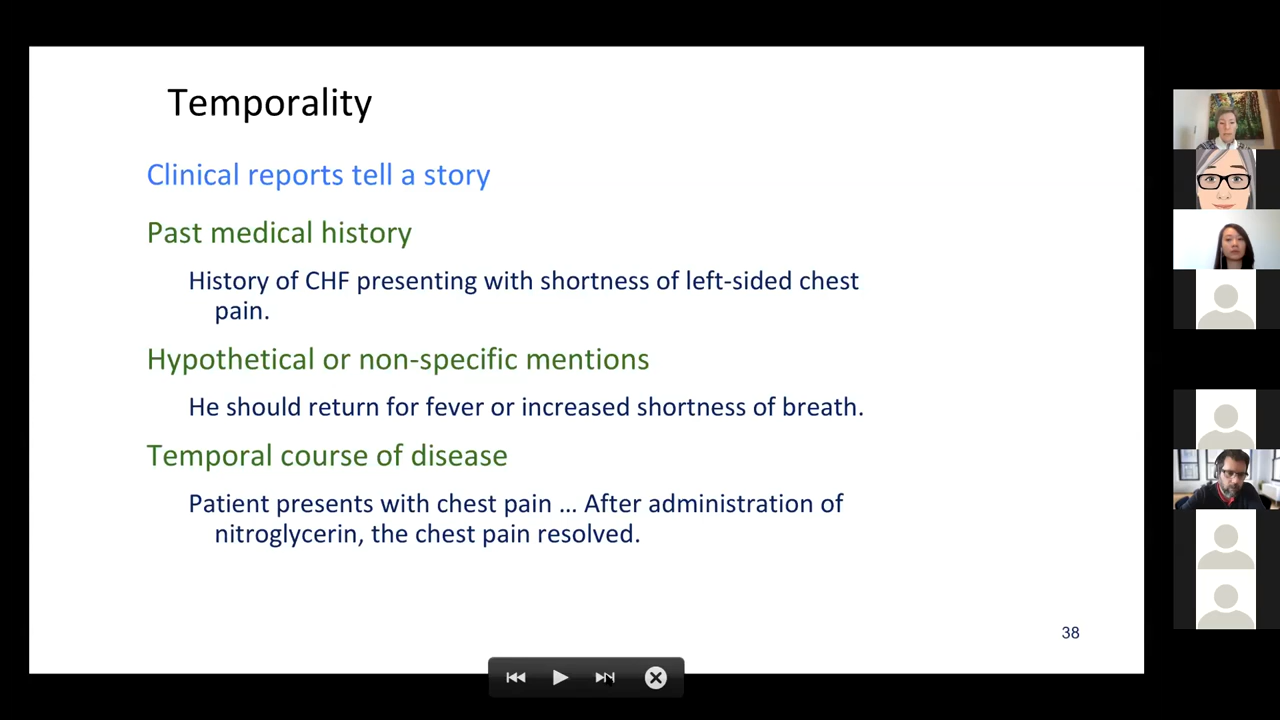 Temporality
Clinical reports tell a story
Past medical history
History of CHF presenting with shortness of left-sided chest
pain.
Hypothetical or non-specific mentions
He should return for fever or increased shortness of breath.
Temporal course of disease
Patient presents with chest pain … After administration of
nitroglycerin, the chest pain resolved.
38